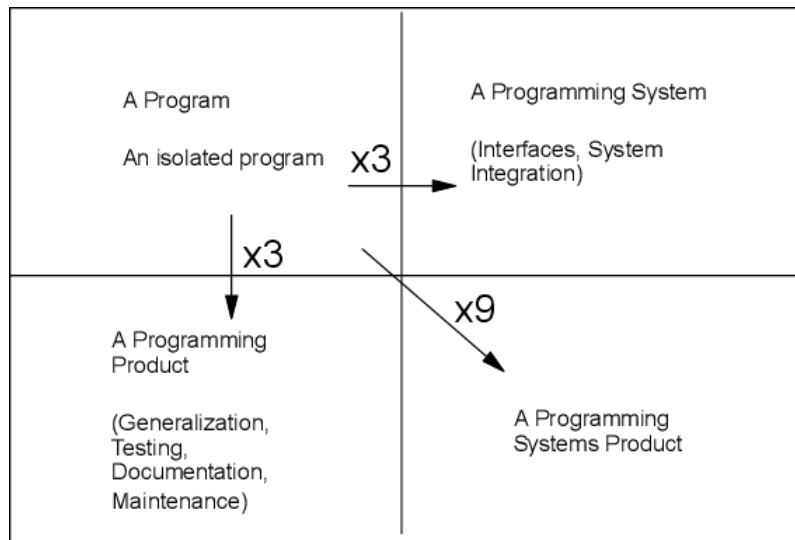 A Program
An isolated program
x3
A Programming System
(Interfaces, System
Integration)
x3
x9
A Programming
Product
(Generalization,
Testing,
Documentation,
Maintenance)
A Programming
Systems Product